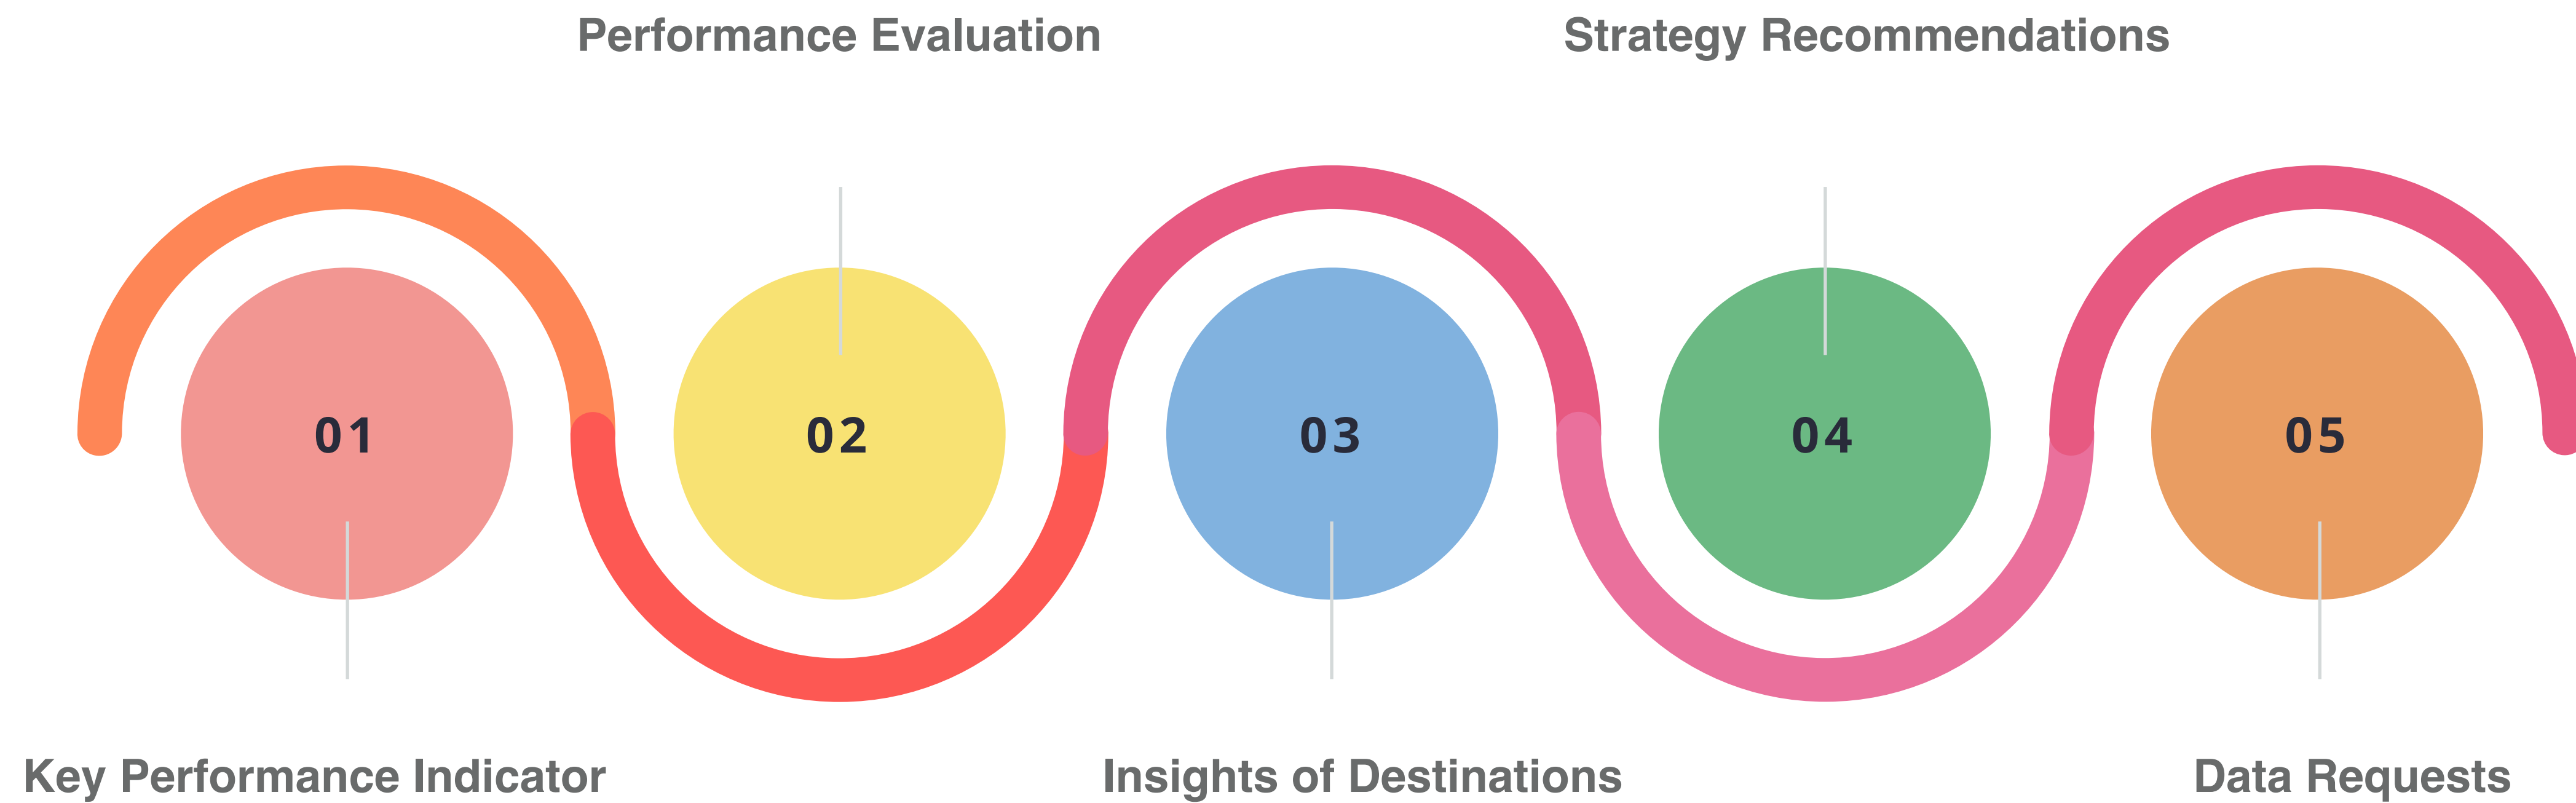 Performance Evaluation
Strategy Recommendations
01
02
03
04
05
Key Performance Indicator
Insights of Destinations
Data Requests